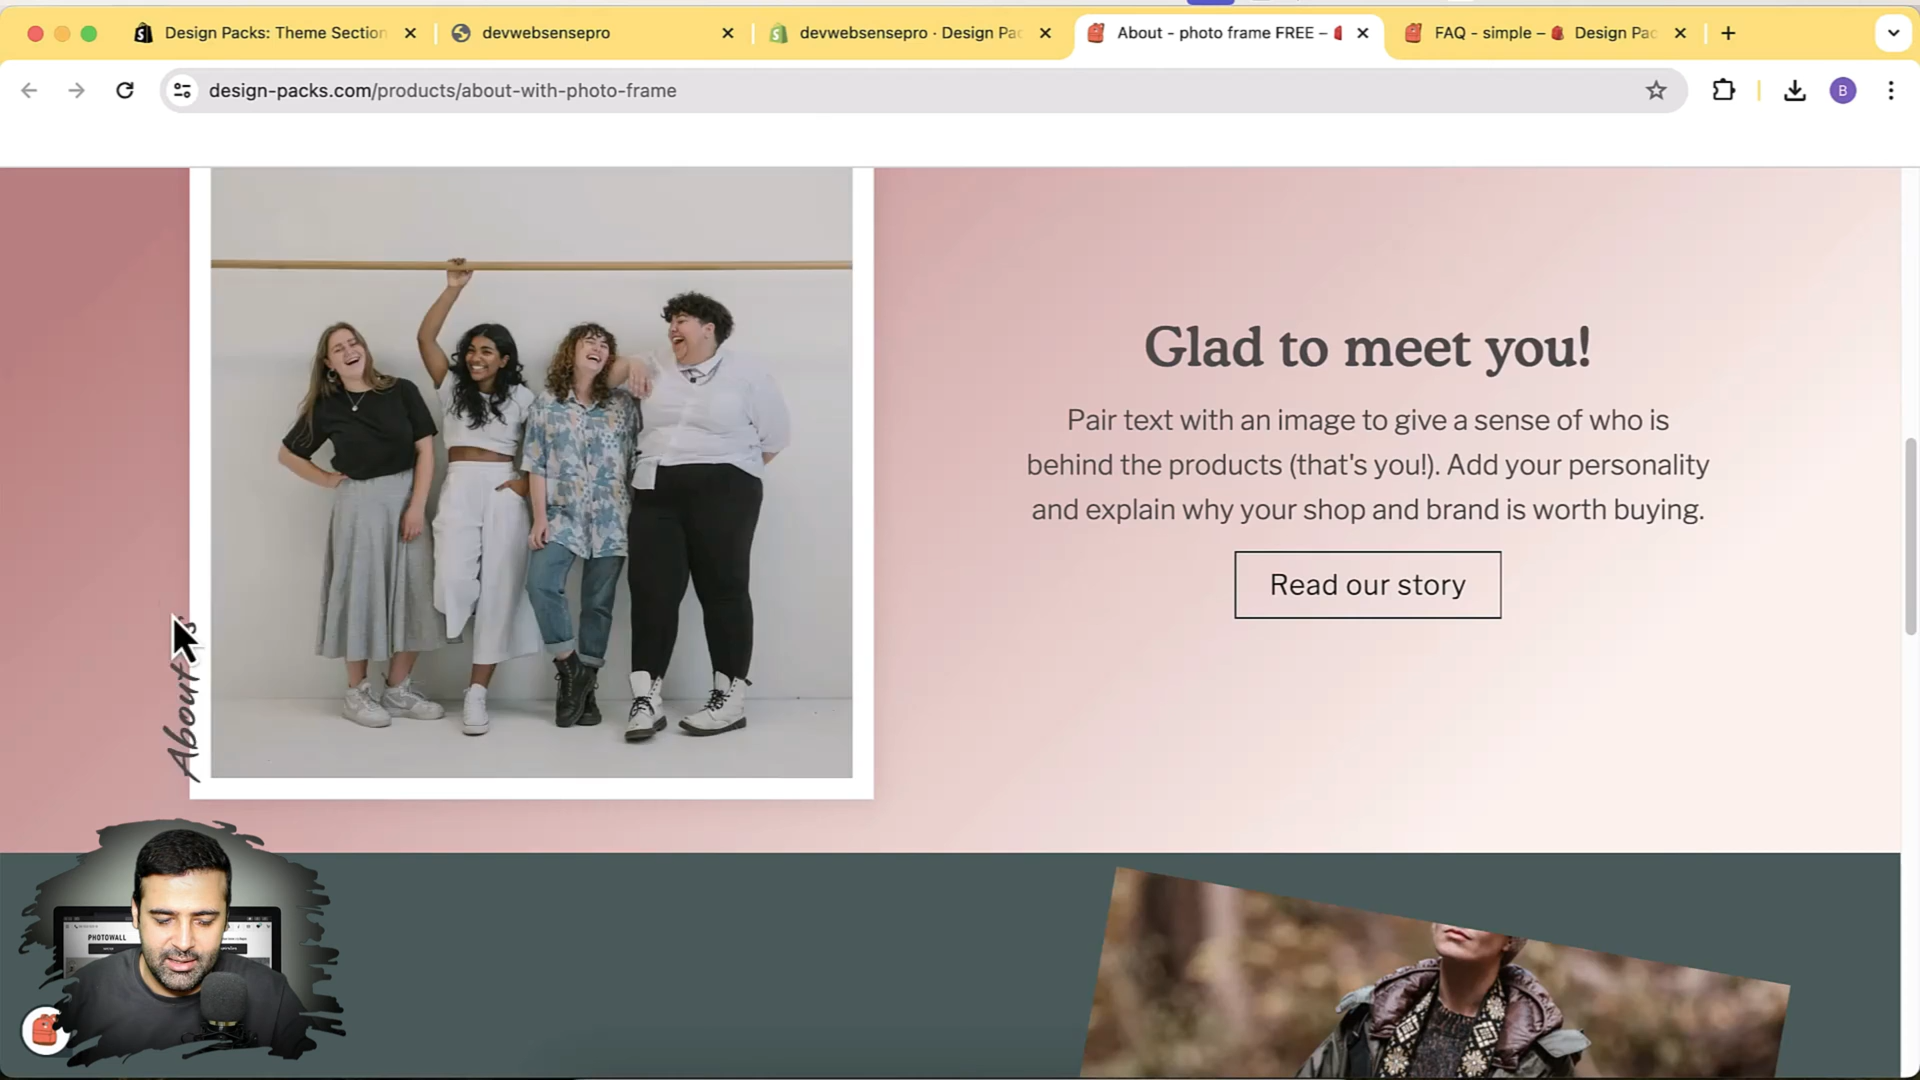 Design Packs: Theme Section
devwebsensepro
devwebsensepro · Design Pac
About - photo frame FREE –
FAQ - simple – Design Pac
design-packs.com/products/about-with-photo-frame
B
Glad to meet you!
Pair text with an image to give a sense of who is
behind the products (that's you!). Add your personality
and explain why your shop and brand is worth buying.
Read our story
About
PHOTOWALL